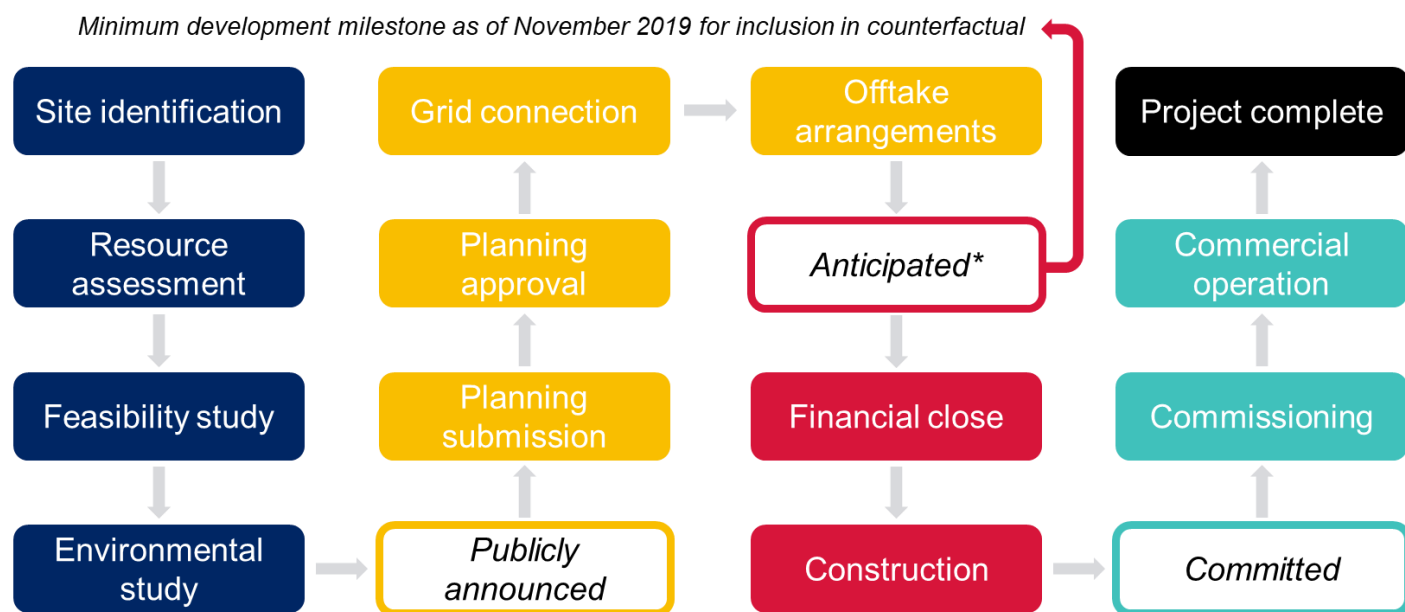 Minimum development milestone as of November 2019 for inclusion in counterfactual
Site identification
Resource
assessment
Feasibility study
Environmental
study
Publicly
announced
Planning
submission
Planning
approval
Grid connection
Offtake
arrangements
Anticipated*
Financial close
Construction
Committed
Commissioning
Commercial
operation
Project complete